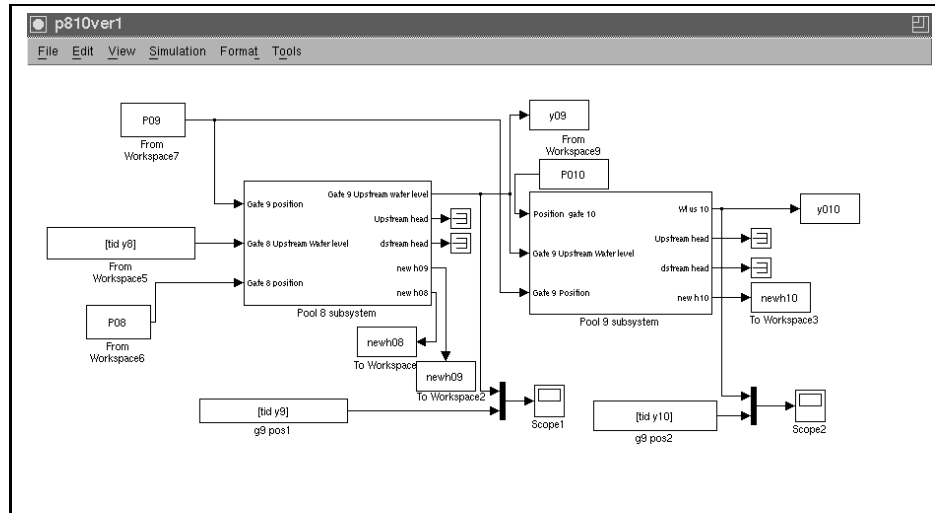 p810ver1
File Edit View Simulation Format Tools
P09
From
Workspace7
y09
From
Workspace9
P010
Gate 9 Upstream water level
Gate 9 position
Upstream head
[tid y8]
Gate 8 Upstream Water level
dstream head
From
Workspace5
new h09
Gate 8 position
new h08
P08
From
Workspace6
Pool 8 subsystem
Wl us 10
Position gate 10
y010
Upstream head
Gate 9 Upstream Water level
dstream head
Gate 9 Position
new h10
newh10
Pool 9 subsystem
To Workspace3
newh08
To Workspace
newh09
To Workspace2
[tid y9]
g9 pos1
Scope1
[tid y10]
g9 pos2
Scope2